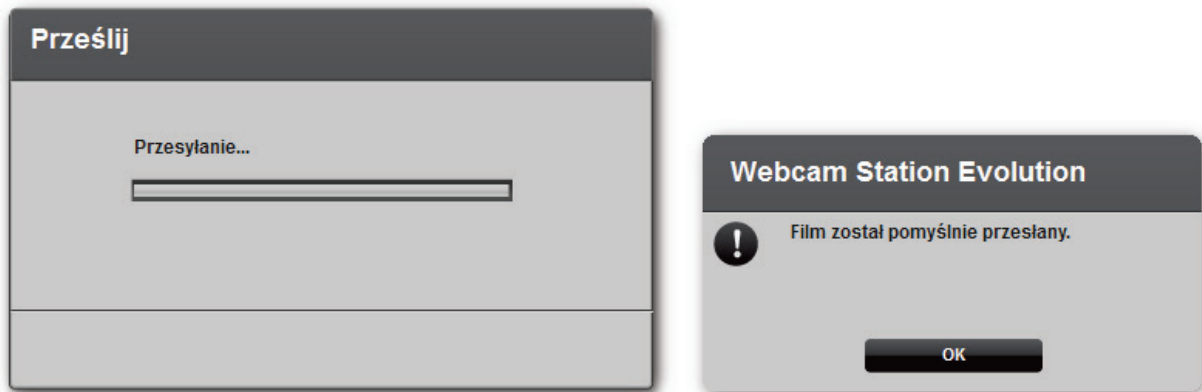 Prześlij
Przesyłanie...
Webcam Station Evolution
Film został pomyślnie przesłany.
OK